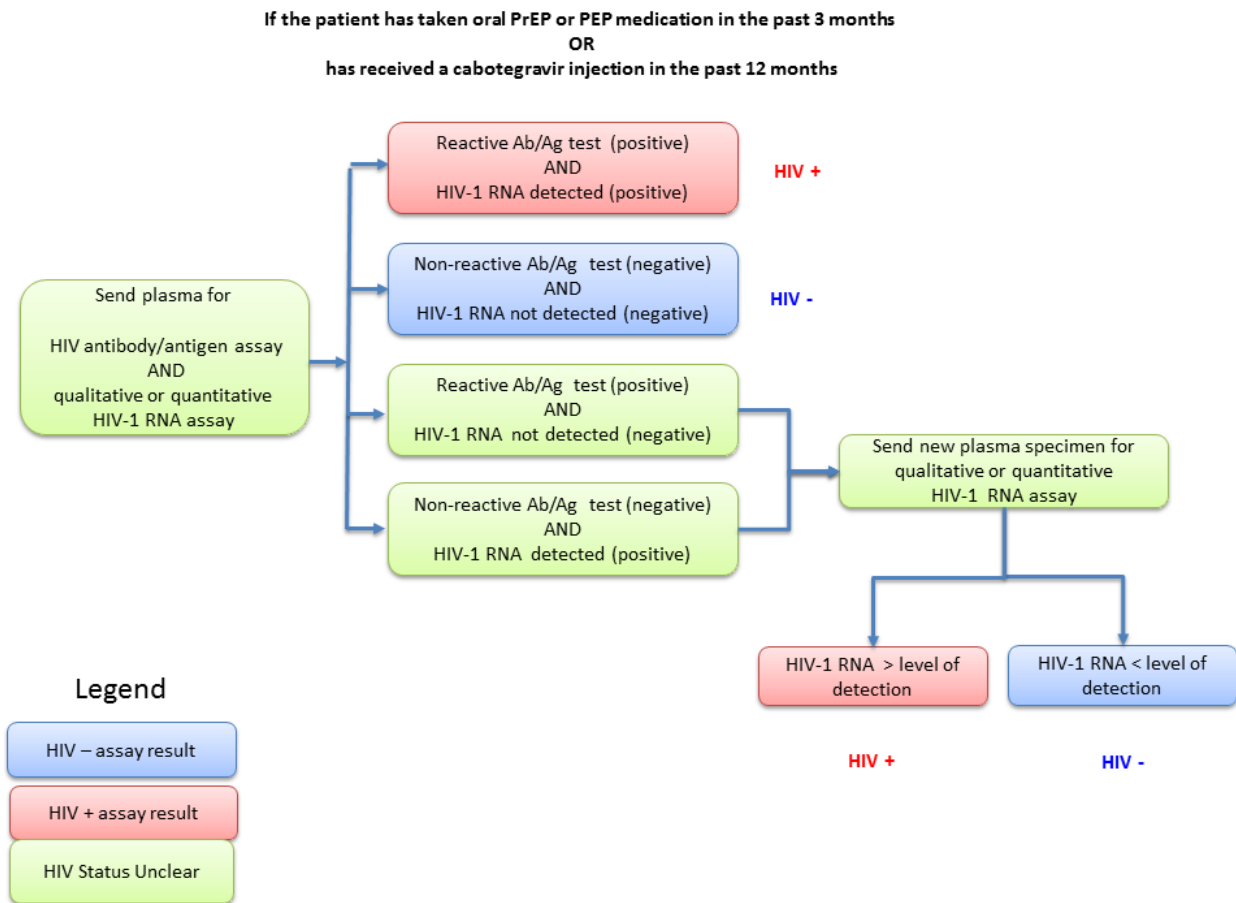 If the patient has taken oral PrEP or PEP medication in the past 3 months
OR
has received a cabotegravir injection in the past 12 months
Send plasma for
HIV antibody/antigen assay
AND
qualitative or quantitative
HIV-1 RNA assay
Reactive Ab/Ag test (positive)
AND
HIV-1 RNA detected (positive)
HIV +
Non-reactive Ab/Ag test (negative)
AND
HIV-1 RNA not detected (negative)
HIV -
Reactive Ab/Ag test (positive)
AND
HIV-1 RNA not detected (negative)
Non-reactive Ab/Ag test (negative)
AND
HIV-1 RNA detected (positive)
Send new plasma specimen for
qualitative or quantitative
HIV-1 RNA assay
HIV-1 RNA > level of
detection
HIV +
HIV-1 RNA < level of
detection
HIV -
Legend
HIV – assay result
HIV + assay result
HIV Status Unclear